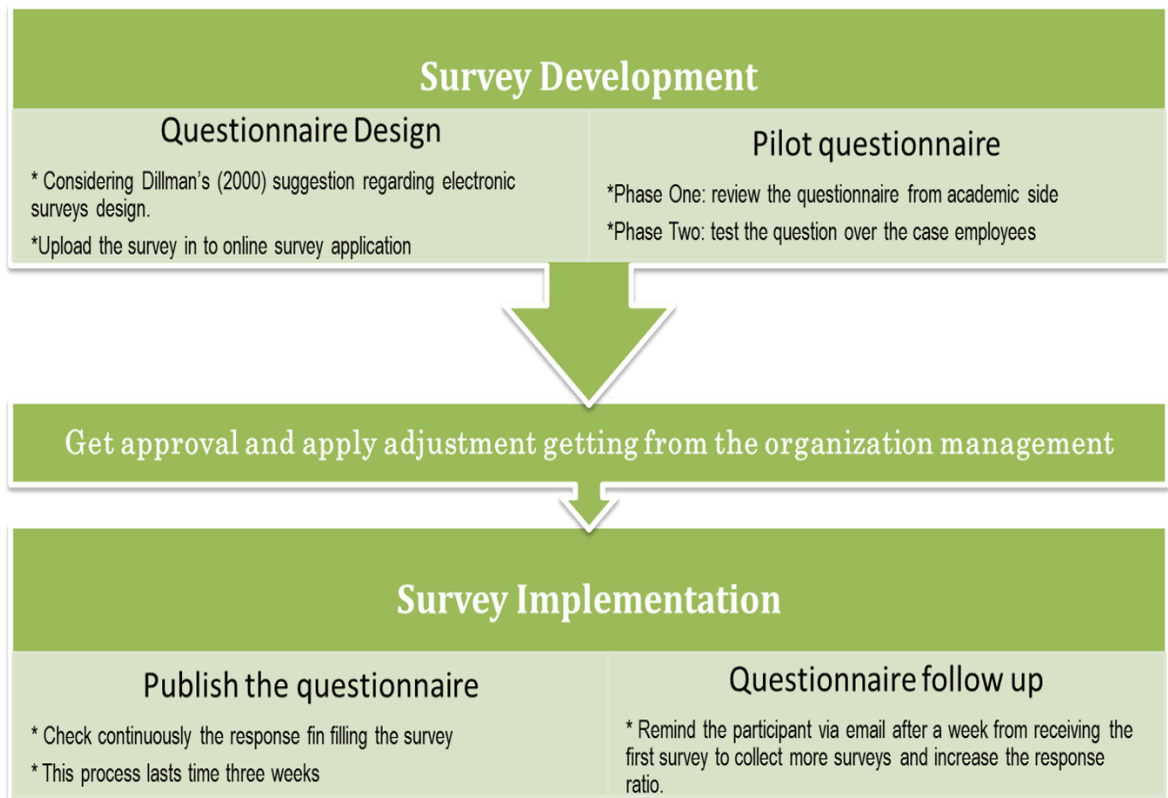 Survey Development
Questionnaire Design
* Considering Dillman's (2000) suggestion regarding electronic
surveys design.
*Upload the survey in to online survey application
Pilot questionnaire
*Phase One: review the questionnaire from academic side
*Phase Two: test the question over the case employees
Get approval and apply adjustment getting from the organization management
Survey Implementation
Publish the questionnaire
* Check continuously the response fin filling the survey
* This process lasts time three weeks
Questionnaire follow up
* Remind the participant via email after a week from receiving the
first survey to collect more surveys and increase the response
ratio.